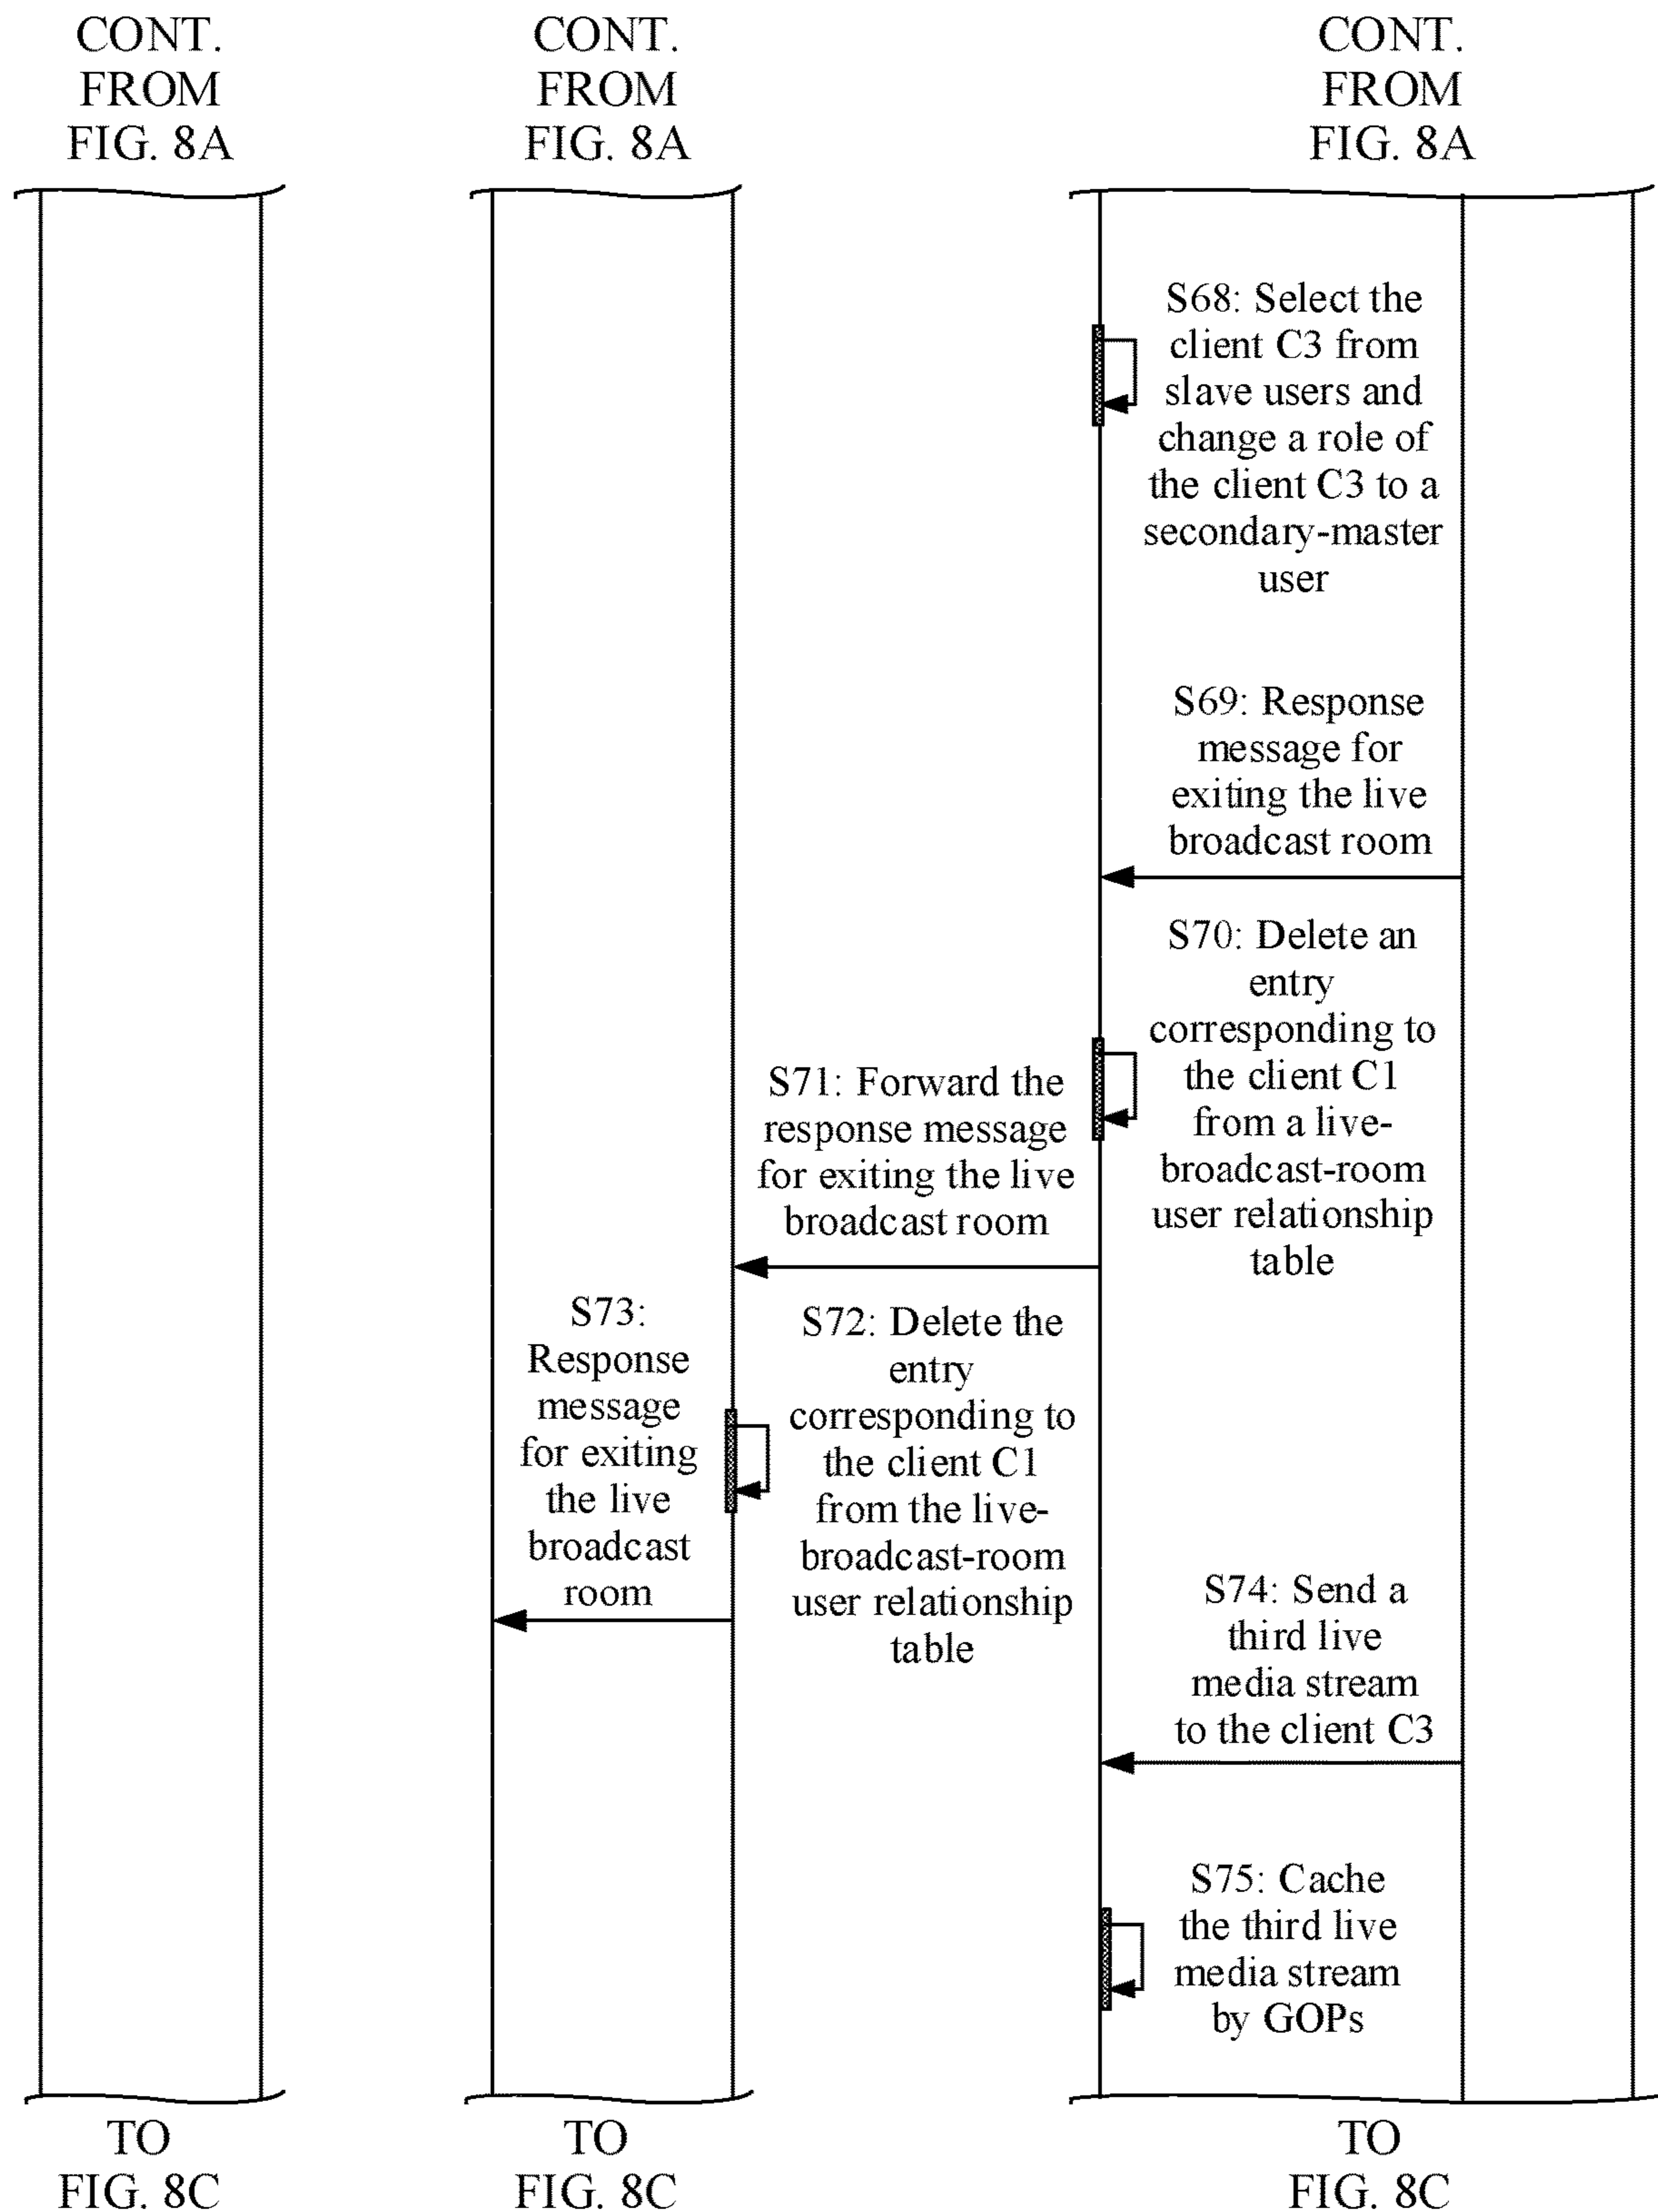 CONT.
FROM
FIG. 8A
CONT.
FROM
FIG. 8A
CONT.
FROM
FIG. 8A
S68: Select the
client C3 from
slave users and
change a role of
the client C3 to a
secondary-master
user
S69: Response
message for
exiting the live
broadcast room
S70: Delete an
entry
corresponding to
the client C1
from a live-
broadcast-room
user relationship
table
S71: Forward the
response message
for exiting the live
broadcast room
S72: Delete the
entry
corresponding to
the client C1
from the live-
broadcast-room
user relationship
table
S73:
Response
message
for exiting
the live
broadcast
room
S74: Send a
third live
media stream
to the client C3
S75: Cache
the third live
media stream
by GOPs
TO
FIG. 8C
TO
FIG. 8C
TO
FIG. 8C